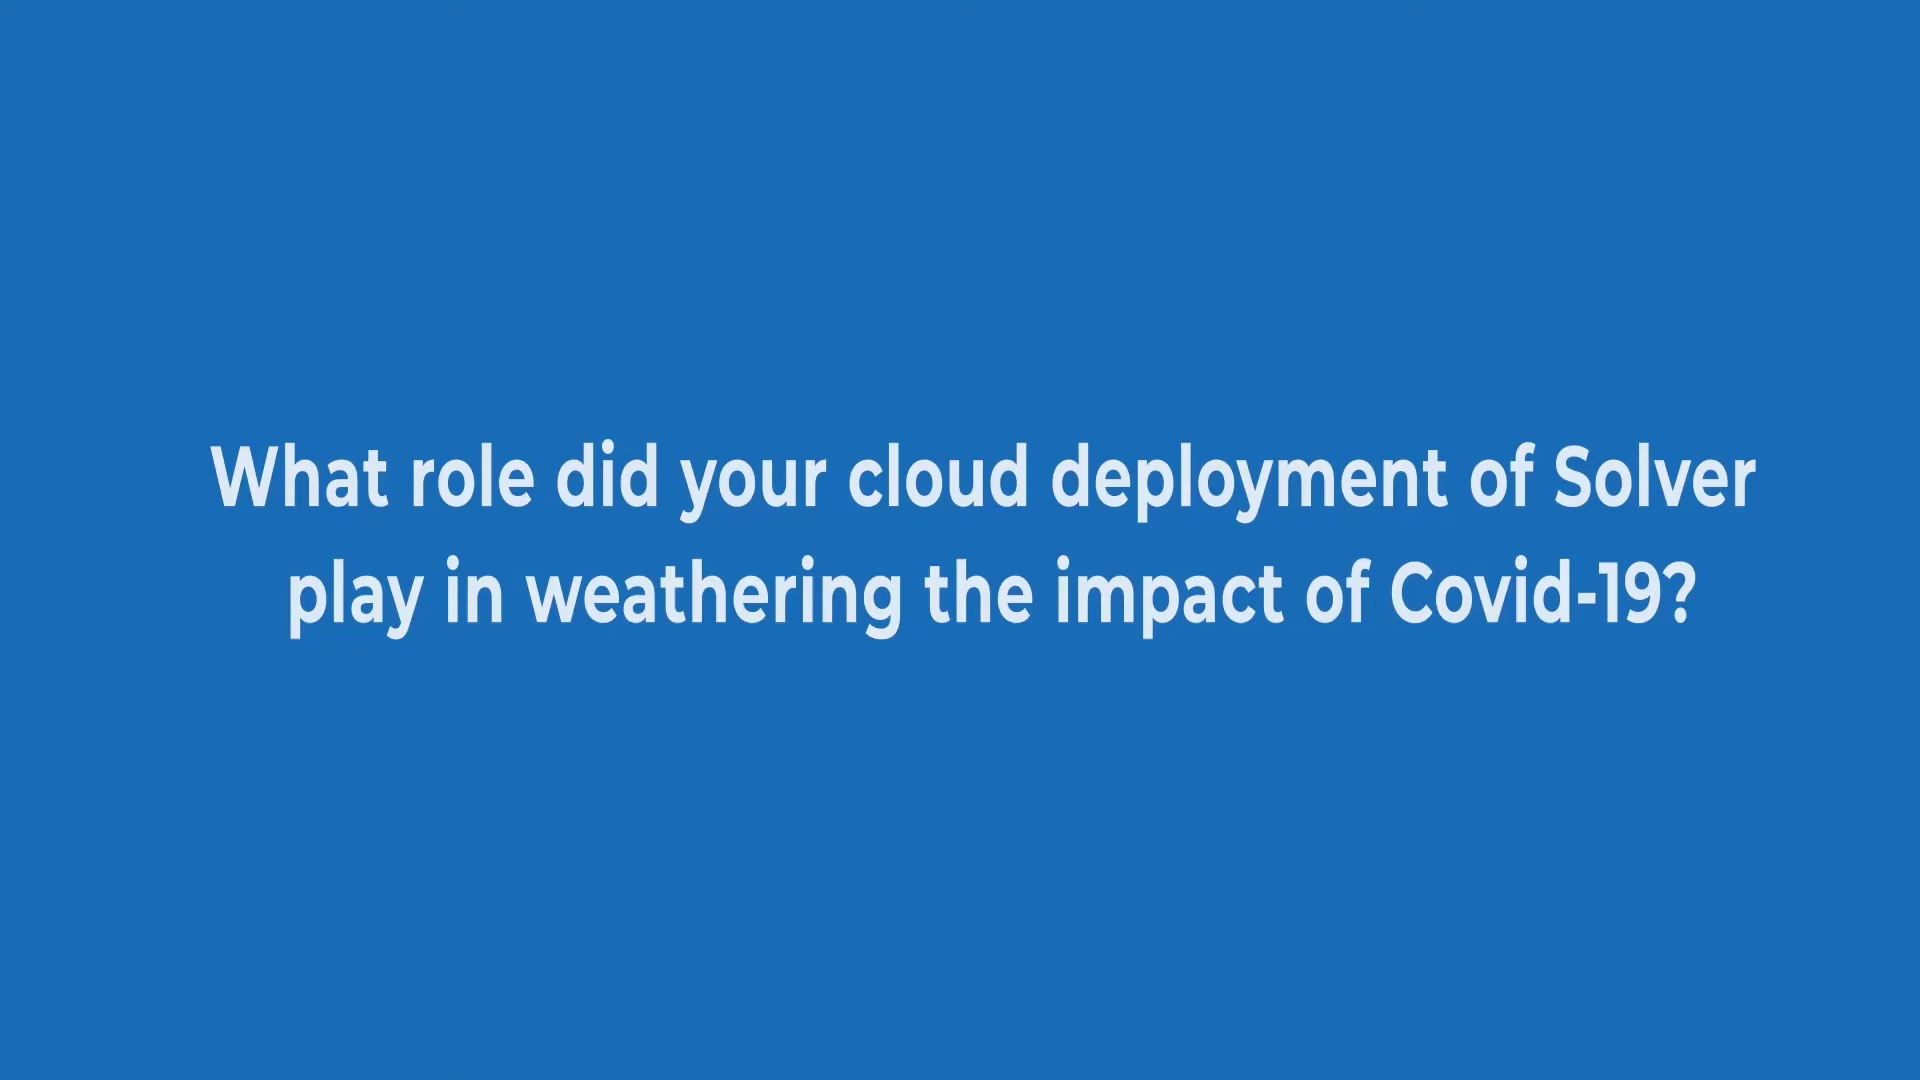 What role did your cloud deployment of Solver
play in weathering the impact of Covid-19?